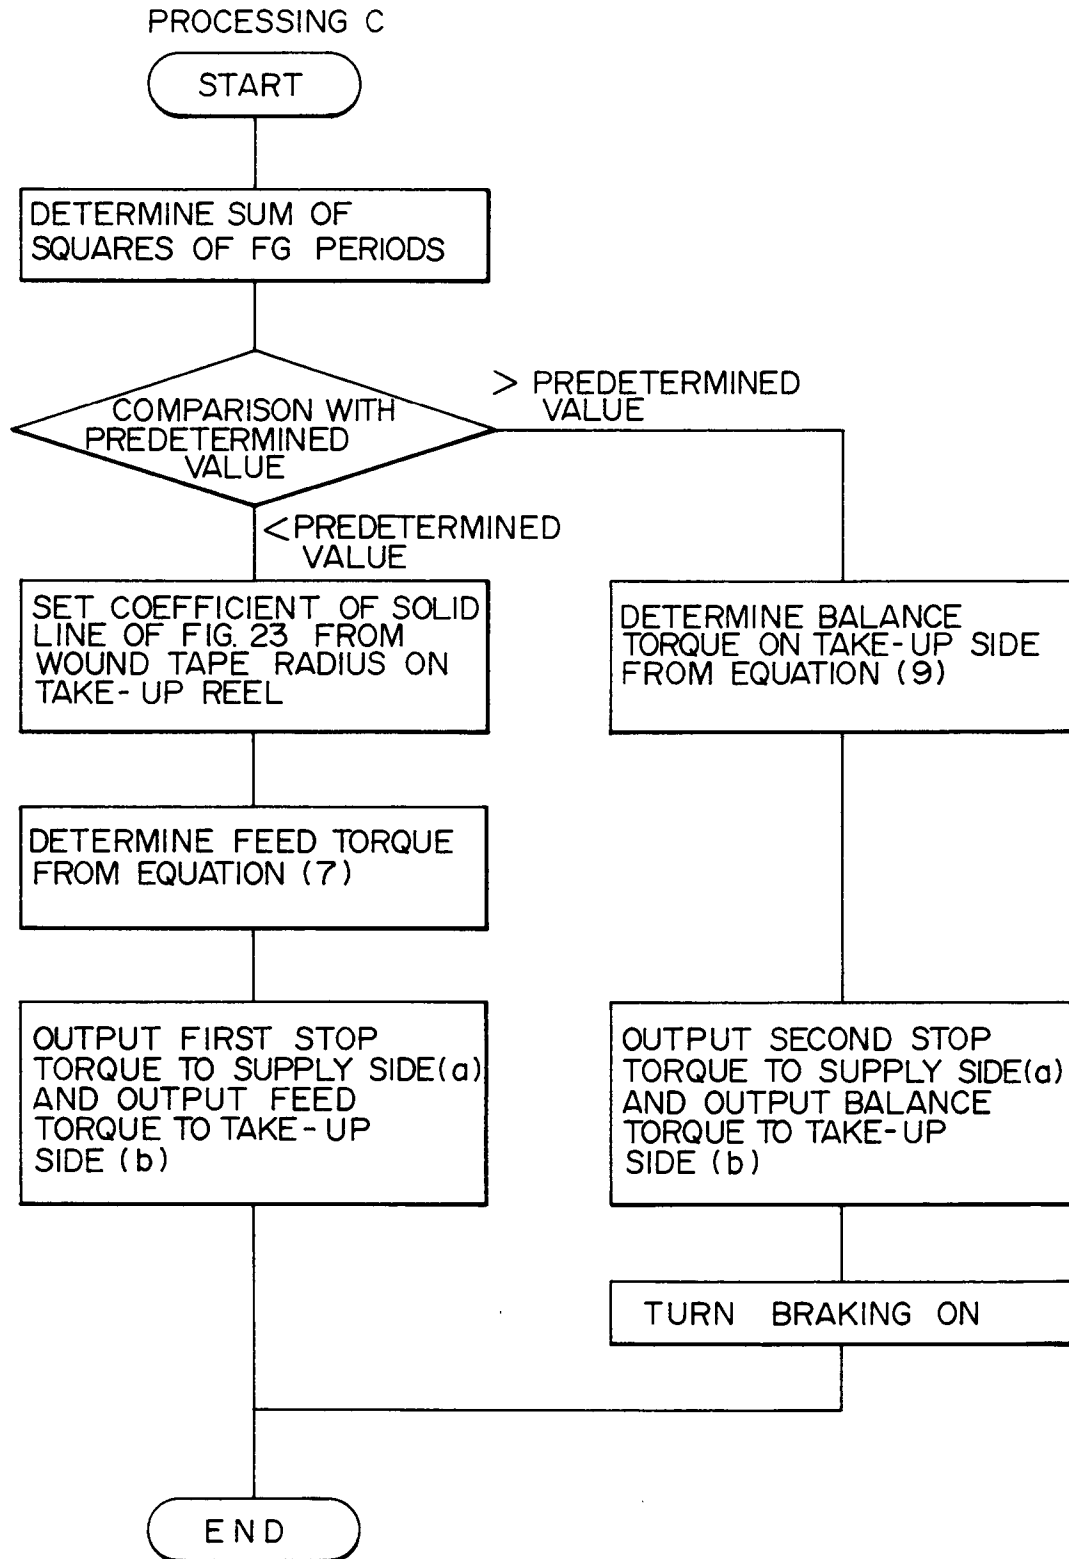 PROCESSING C
START
DETERMINE SUM OF
SQUARES OF FG PERIODS
COMPARISON WITH
PREDETERMINED
VALUE
> PREDETERMINED
VALUE
< PREDETERMINED
VALUE
SET COEFFICIENT OF SOLID
LINE OF FIG. 23 FROM
WOUND TAPE RADIUS ON
TAKE-UP REEL
DETERMINE FEED TORQUE
FROM EQUATION (7)
OUTPUT FIRST STOP
TORQUE TO SUPPLY SIDE(a)
AND OUTPUT FEED
TORQUE TO TAKE-UP
SIDE (b)
DETERMINE BALANCE
TORQUE ON TAKE-UP SIDE
FROM EQUATION (9)
OUTPUT SECOND STOP
TORQUE TO SUPPLY SIDE(a)
AND OUTPUT BALANCE
TORQUE TO TAKE-UP
SIDE (b)
TURN BRAKING ON
END